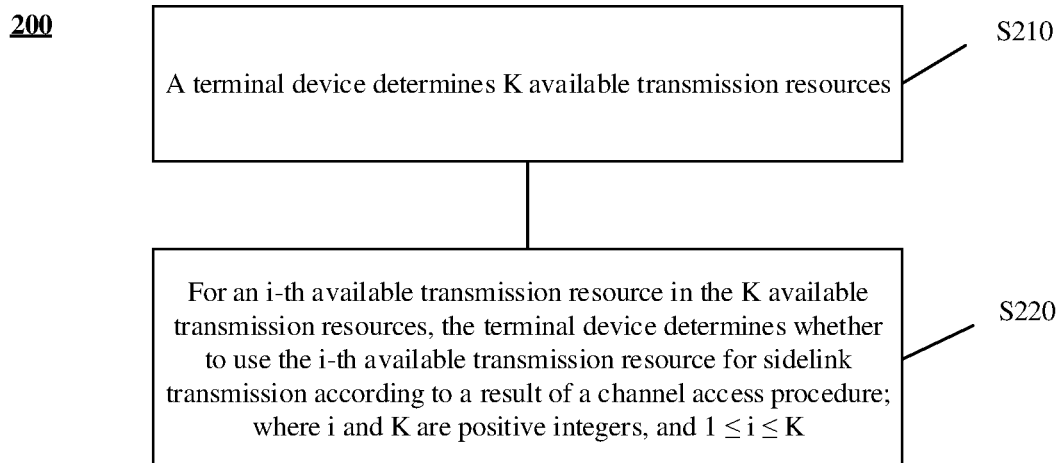 200
S210
A terminal device determines K available transmission resources
S220
For an i-th available transmission resource in the K available
transmission resources, the terminal device determines whether
to use the i-th available transmission resource for sidelink
transmission according to a result of a channel access procedure;
where i and K are positive integers, and 1 ≤ i ≤ K